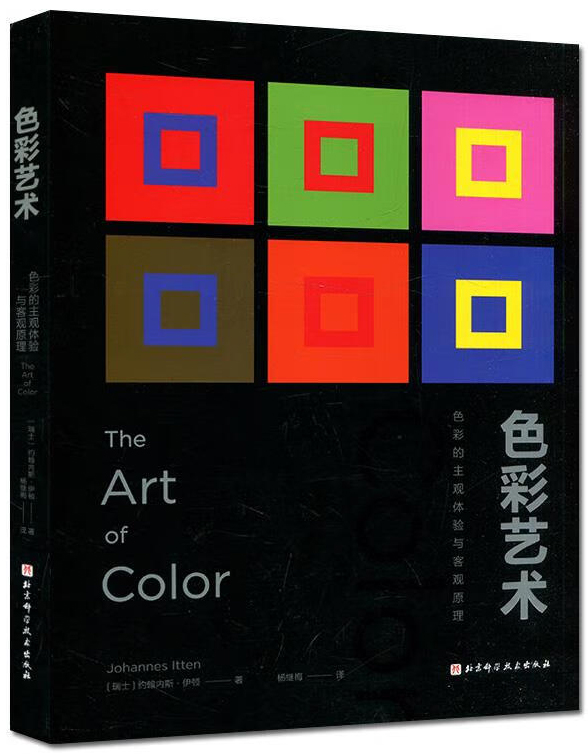 色彩艺术
色彩的主观体验
与客观原理
The
Art
of
Color
[瑞士]约翰内斯·伊顿 著
杨继梅 译
北京科学技术出版社
The
Art
of
Color
色彩的主观体验与客观原理
色彩艺术
Johannes Itten
[瑞士]约翰内斯·伊顿 著 杨继梅 译
北京科学技术出版社